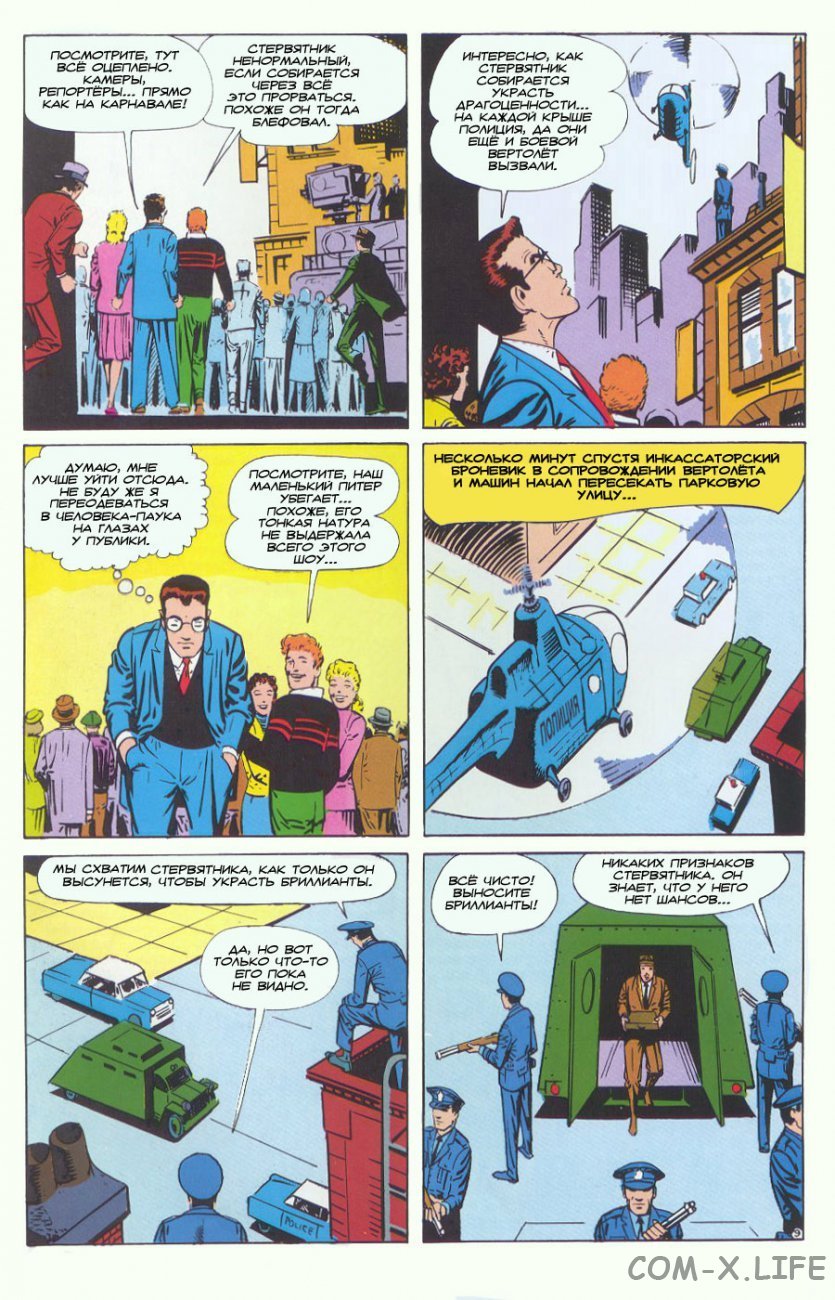 ПОСМОТРИТЕ, ТУТ
ВСЁ ОЦЕПЛЕНО.
КАМЕРЫ,
РЕПОРТЁРЫ... ПРЯМО
КАК НА КАРНАВАЛЕ!
СТЕРВЯТНИК
НЕНОРМАЛЬНЫЙ,
ЕСЛИ СОБИРАЕТСЯ
ЧЕРЕЗ ВСЁ
ЭТО ПРОРВАТЬСЯ.
ПОХОЖЕ ОН ТОГДА
БЛЕФОВАЛ.
ИНТЕРЕСНО, КАК
СТЕРВЯТНИК
СОБИРАЕТСЯ
УКРАСТЬ
ДРАГОЦЕННОСТИ...
НА КАЖДОЙ КРЫШЕ
ПОЛИЦИЯ, ДА ОНИ
ЕЩЁ И БОЕВОЙ
ВЕРТОЛЁТ
ВЫЗВАЛИ.
ДУМАЮ, МНЕ
ЛУЧШЕ УЙТИ ОТСЮДА.
НЕ БУДУ ЖЕ Я
ПЕРЕОДЕВАТЬСЯ
В ЧЕЛОВЕКА-ПАУКА
НА ГЛАЗАХ
У ПУБЛИКИ.
ПОСМОТРИТЕ, НАШ
МАЛЕНЬКИЙ ПИТЕР
УБЕГАЕТ...
ПОХОЖЕ, ЕГО
ТОНКАЯ НАТУРА
НЕ ВЫДЕРЖАЛА
ВСЕГО ЭТОГО
ШОУ...
НЕСКОЛЬКО МИНУТ СПУСТЯ ИНКАССАТОРСКИЙ
БРОНЕВИК В СОПРОВОЖДЕНИИ ВЕРТОЛЁТА
И МАШИН НАЧАЛ ПЕРЕСЕКАТЬ ПАРКОВУЮ
УЛИЦУ...
ПОЛИЦИЯ
МЫ СХВАТИМ СТЕРВЯТНИКА, КАК ТОЛЬКО ОН
ВЫСУНЕТСЯ, ЧТОБЫ УКРАСТЬ БРИЛЛИАНТЫ.
ДА, НО ВОТ
ТОЛЬКО ЧТО-ТО
ЕГО ПОКА
НЕ ВИДНО.
POLICE
ВСЁ ЧИСТО!
ВЫНОСИТЕ
БРИЛЛИАНТЫ!
НИКАКИХ ПРИЗНАКОВ
СТЕРВЯТНИКА. ОН
ЗНАЕТ, ЧТО У НЕГО
НЕТ ШАНСОВ...
COM-X.LIFE